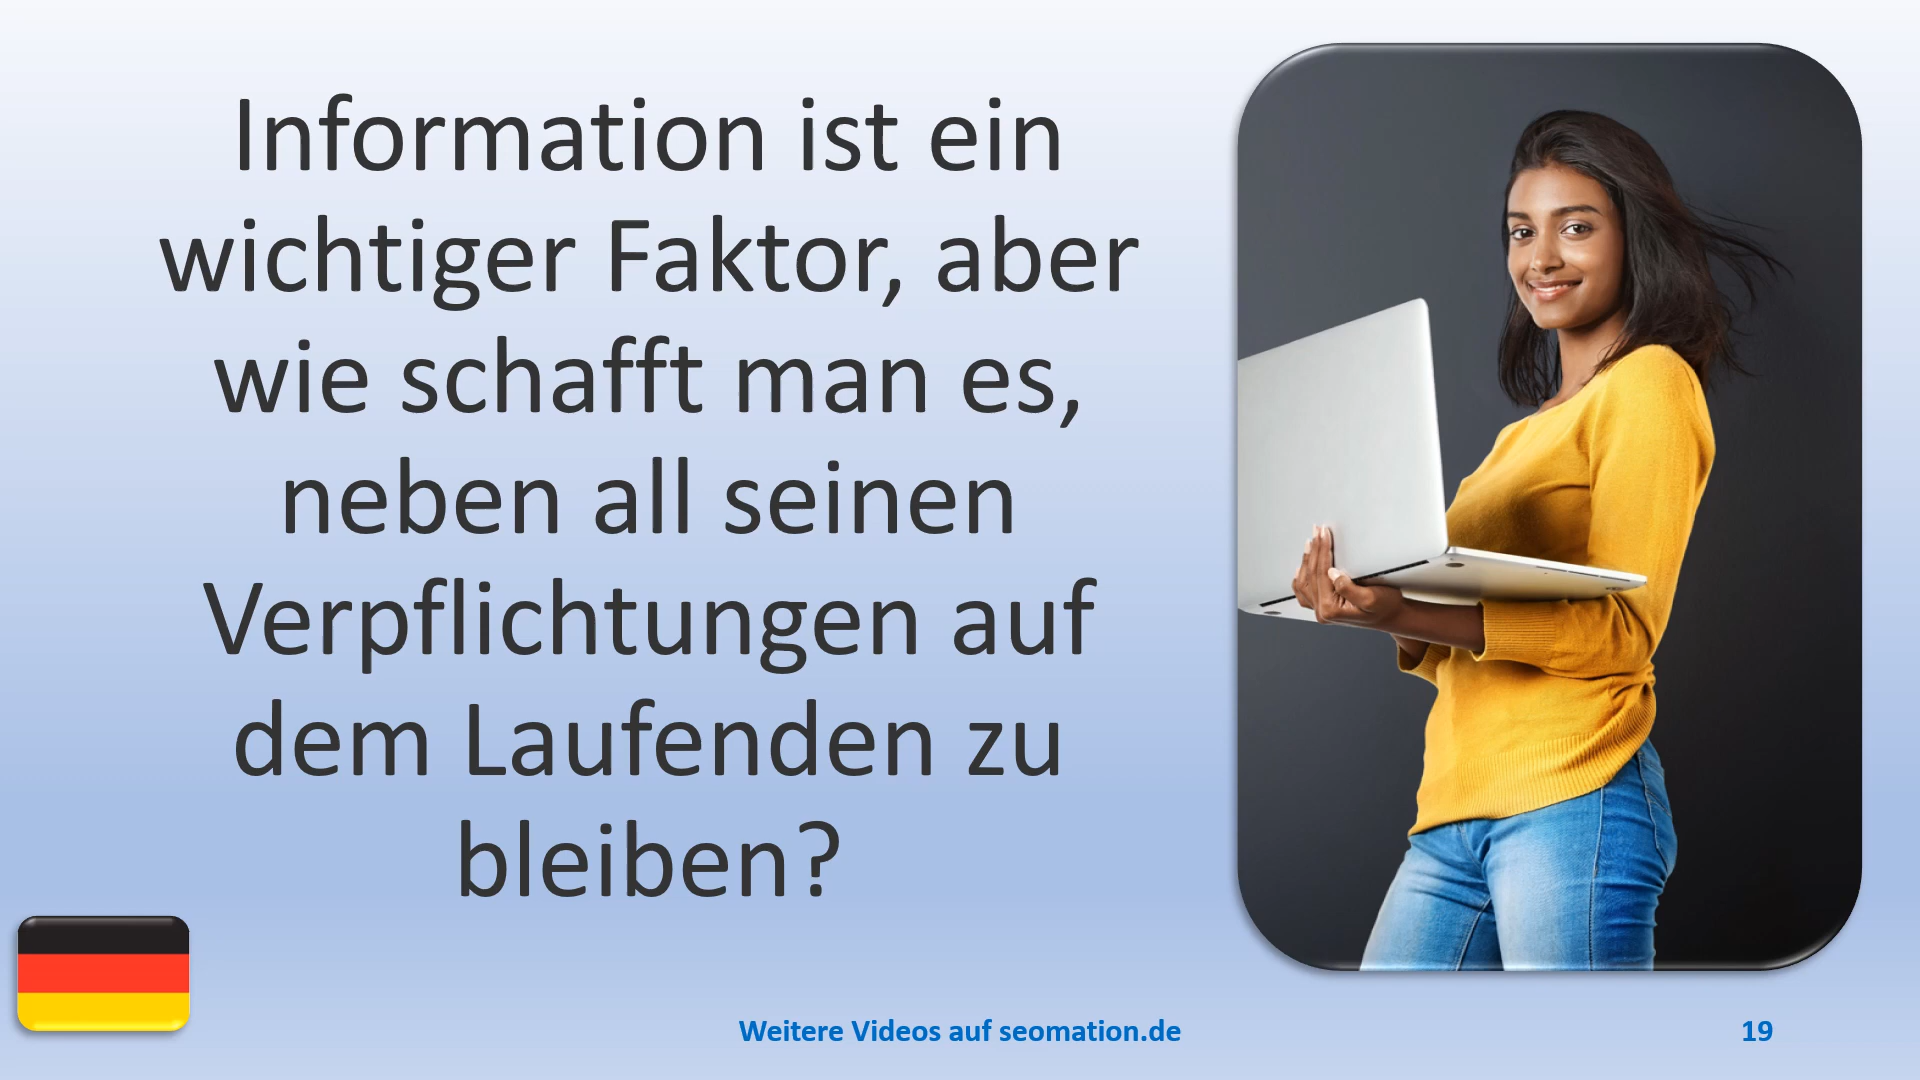 Information ist ein
wichtiger Faktor, aber
wie schafft man es,
neben all seinen
Verpflichtungen auf
dem Laufenden zu
bleiben?
Weitere Videos auf seomation.de
19